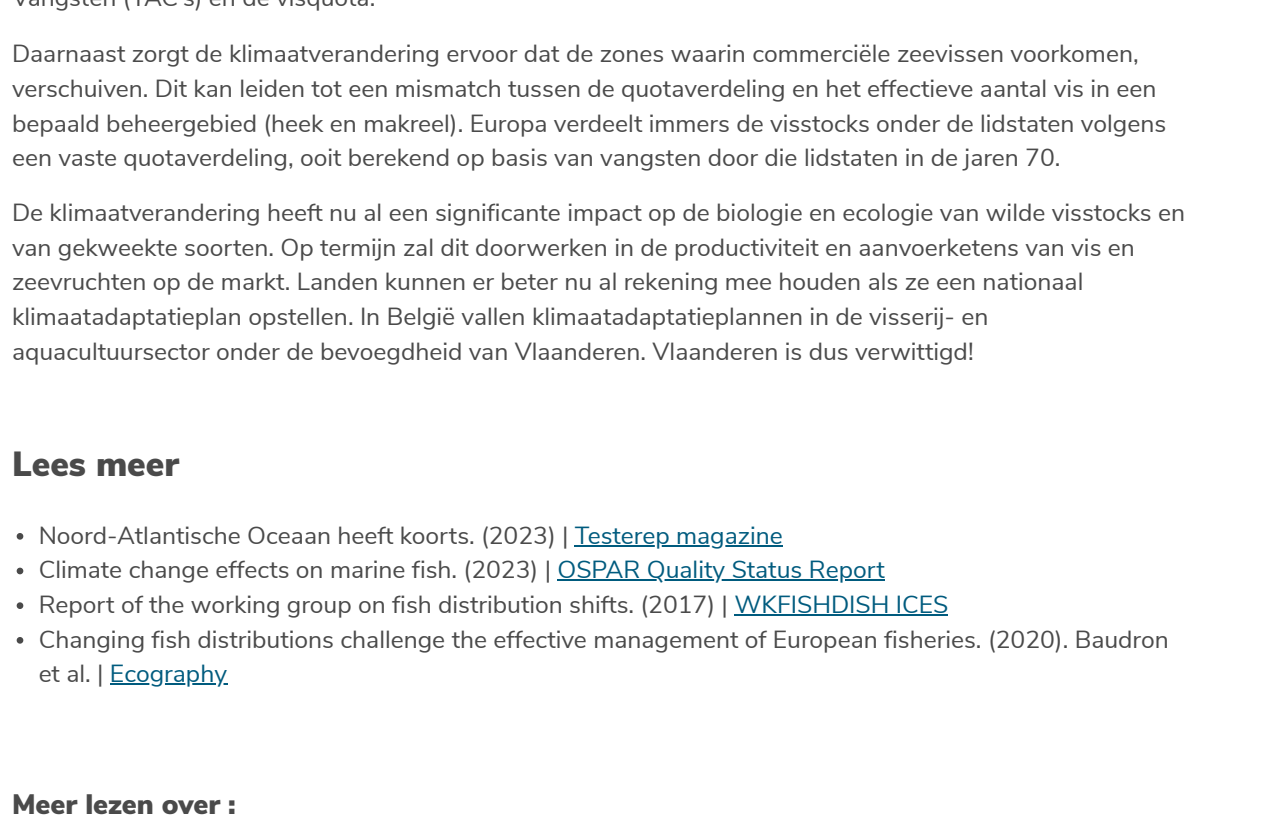 vangsten (TAC's) en de visquota.
Daarnaast zorgt de klimaatverandering ervoor dat de zones waarin commerciële zeevissen voorkomen,
verschuiven. Dit kan leiden tot een mismatch tussen de quotaverdeling en het effectieve aantal vis in een
bepaald beheergebied (heek en makreel). Europa verdeelt immers de visstocks onder de lidstaten volgens
een vaste quotaverdeling, ooit berekend op basis van vangsten door die lidstaten in de jaren 70.
De klimaatverandering heeft nu al een significante impact op de biologie en ecologie van wilde visstocks en
van gekweekte soorten. Op termijn zal dit doorwerken in de productiviteit en aanvoerketens van vis en
zeevruchten op de markt. Landen kunnen er beter nu al rekening mee houden als ze een nationaal
klimaatadaptatieplan opstellen. In België vallen klimaatadaptatieplannen in de visserij- en
aquacultuursector onder de bevoegdheid van Vlaanderen. Vlaanderen is dus verwittigd!
Lees meer
• Noord-Atlantische Oceaan heeft koorts. (2023) | Testerep magazine
• Climate change effects on marine fish. (2023) | OSPAR Quality Status Report
• Report of the working group on fish distribution shifts. (2017) | WKFISHDISH ICES
• Changing fish distributions challenge the effective management of European fisheries. (2020). Baudron
et al. | Ecography
Meer lezen over :